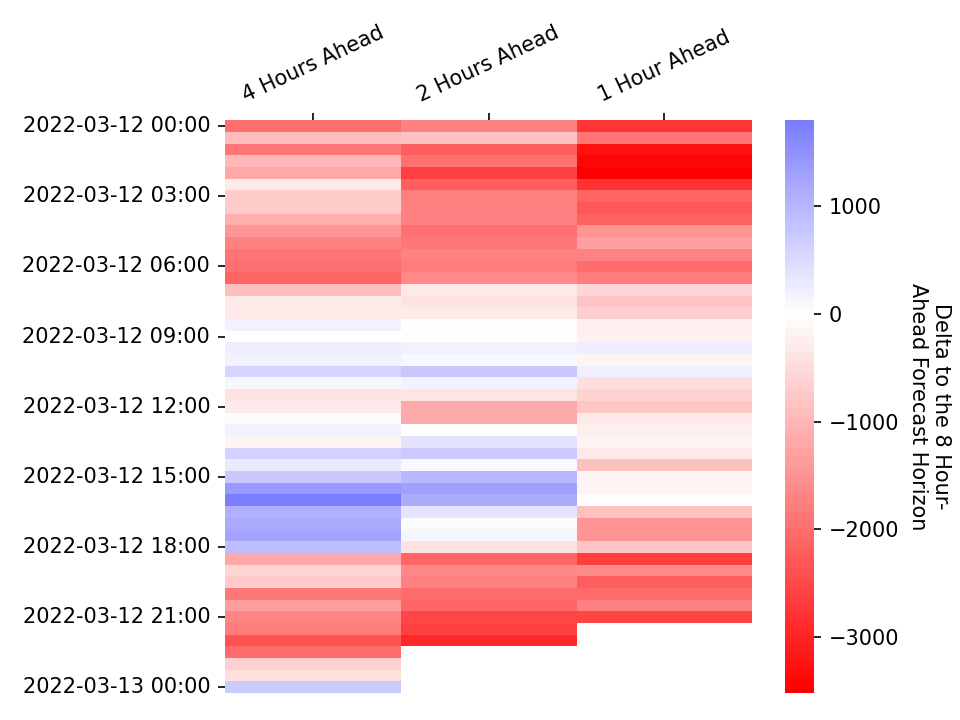 4 Hours Ahead
2 Hours Ahead
1 Hour Ahead
2022-03-12 00:00
2022-03-12 03:00
2022-03-12 06:00
2022-03-12 09:00
2022-03-12 12:00
2022-03-12 15:00
2022-03-12 18:00
2022-03-12 21:00
2022-03-13 00:00
1000
0
−1000
−2000
−3000
Delta to the 8 Hour-
Ahead Forecast Horizon